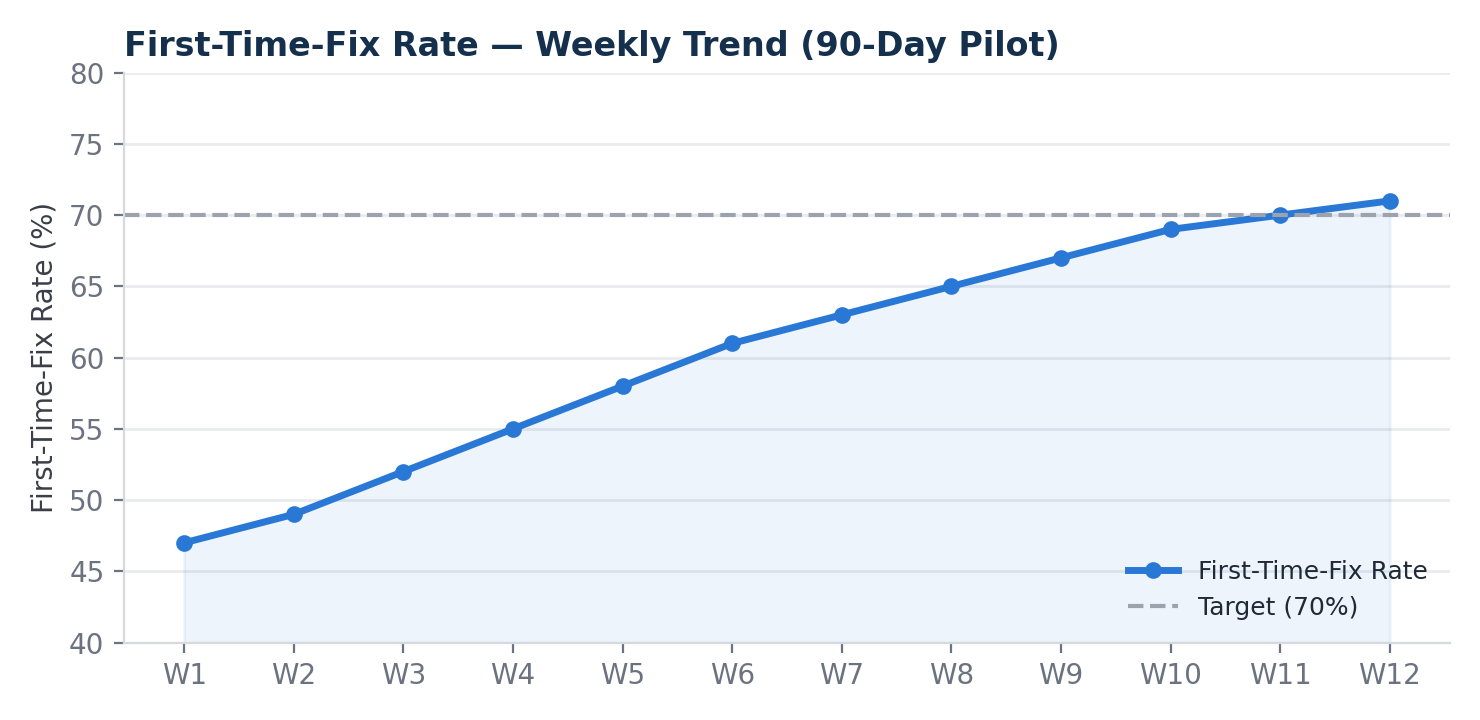 First-Time-Fix Rate — Weekly Trend (90-Day Pilot)
First-Time-Fix Rate (%)
80
75
70
65
60
55
50
45
40
First-Time-Fix Rate
Target (70%)
W1 W2 W3 W4 W5 W6 W7 W8 W9 W10 W11 W12